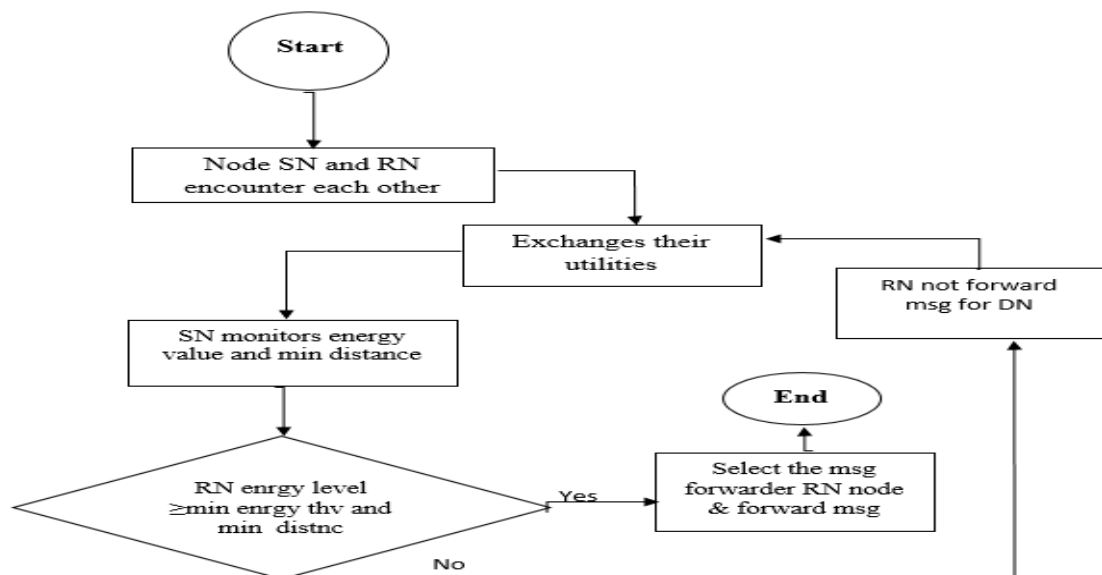 Start
Node SN and RN
encounter each other
Exchanges their
utilities
RN not forward
msg for DN
SN monitors energy
value and min distance
End
RN enrgy level
≥min enrgy thv and
min distnc
Yes
Select the msg
forwarder RN node
& forward msg
No